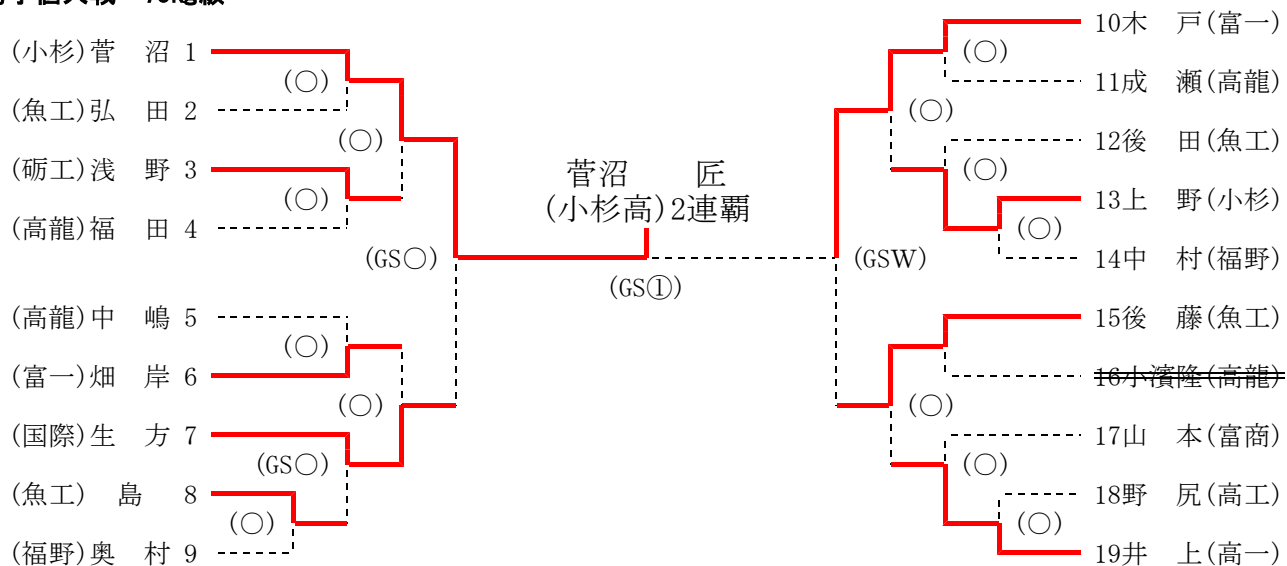 (小杉)菅　沼 1
(○)
(魚工)弘　田 2
(○)
(砺工)浅　野 3
(○)
(高龍)福　田 4
(GS○)
(高龍)中　嶋 5
(○)
(富一)畑　岸 6
(○)
(国際)生　方 7
(GS○)
(魚工)　島　 8
(○)
(福野)奥　村 9
菅沼　　匠
(小杉高)2連覇
(GS①)
10木　戸(富一)
(○)
11成　瀬(高龍)
(○)
12後　田(魚工)
(○)
13上　野(小杉)
(○)
14中　村(福野)
(GSW)
15後　藤(魚工)
16小濱隆(高龍)
(○)
17山　本(富商)
(○)
18野　尻(高工)
(○)
19井　上(高一)